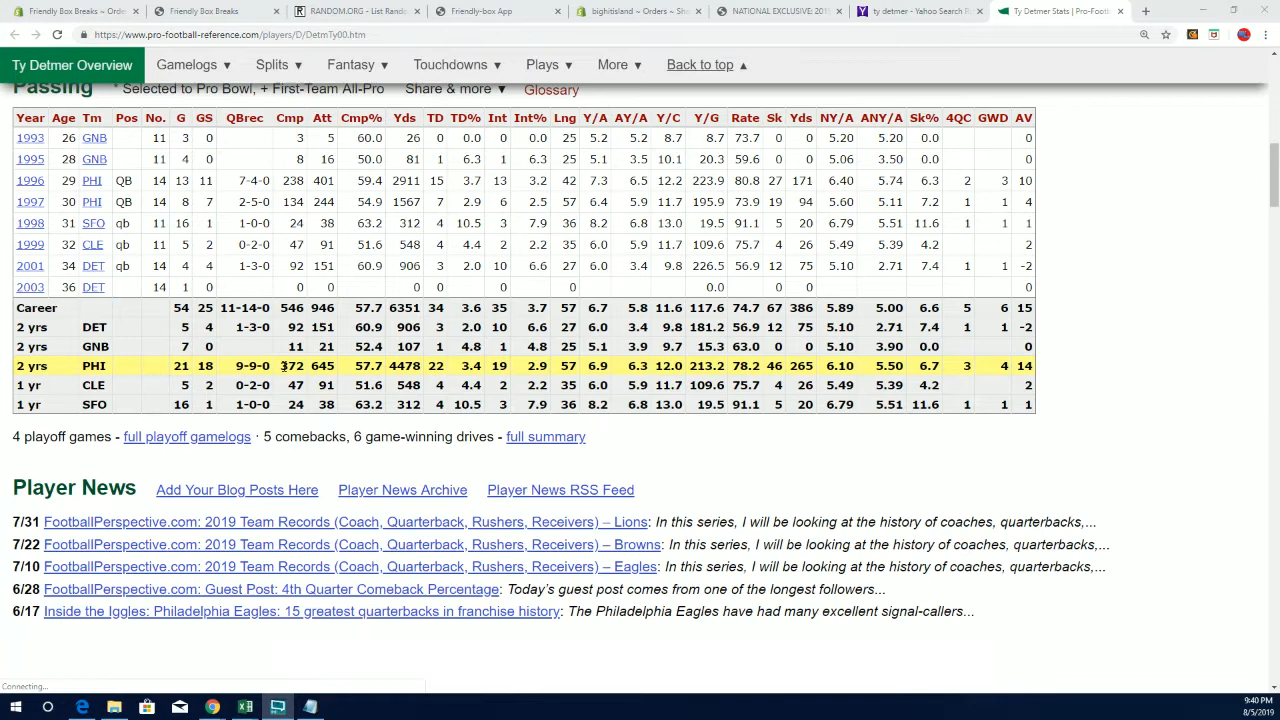 Friendly Box Breaks ~ Order
Friendly Box Breaks
RANDOM.ORG - List Rando
Friendly-box App
bighitisland ~ Orders ~ Sho
NATIONAL EXCLUSIVE: 201
ty detmer - Yahoo Search R
Ty Detmer Stats | Pro-Footb
https://www.pro-football-reference.com/players/D/DetmTy00.htm
Ty Detmer Overview Gamelogs ▼ Splits ▼ Fantasy ▼ Touchdowns ▼ Plays ▼ More ▼ Back to top ▲
Passing * Selected to Pro Bowl, + First-Team All-Pro Share & more ▼ Glossary
Year Age Tm Pos No. G GS QBrec Cmp Att Cmp% Yds TD TD% Int Int% Lng Y/A AY/A Y/C Y/G Rate Sk Yds NY/A ANY/A Sk% 4QC GWD AV
1993 26 GNB 11 3 0 3 5 60.0 26 0 0.0 0 0.0 25 5.2 5.2 8.7 8.7 73.7 0 0 5.20 5.20 0.0 0
1995 28 GNB 11 4 0 8 16 50.0 81 1 6.3 1 6.3 25 5.1 3.5 10.1 20.3 59.6 0 0 5.06 3.50 0.0 0
1996 29 PHI QB 14 13 11 7-4-0 238 401 59.4 2911 15 3.7 13 3.2 42 7.3 6.5 12.2 223.9 80.8 27 171 6.40 5.74 6.3 2 3 10
1997 30 PHI QB 14 8 7 2-5-0 134 244 54.9 1567 7 2.9 6 2.5 57 6.4 5.9 11.7 195.9 73.9 19 94 5.60 5.11 7.2 1 1 4
1998 31 SFO qb 11 16 1 1-0-0 24 38 63.2 312 4 10.5 3 7.9 36 8.2 6.8 13.0 19.5 91.1 5 20 6.79 5.51 11.6 1 1 1
1999 32 CLE qb 11 5 2 0-2-0 47 91 51.6 548 4 4.4 2 2.2 35 6.0 5.9 11.7 109.6 75.7 4 26 5.49 5.39 4.2 2
2001 34 DET qb 14 4 4 1-3-0 92 151 60.9 906 3 2.0 10 6.6 27 6.0 3.4 9.8 226.5 56.9 12 75 5.10 2.71 7.4 1 1 -2
2003 36 DET 14 1 0 0 0 0 0 0 0 0.0 0 0 0
Career 54 25 11-14-0 546 946 57.7 6351 34 3.6 35 3.7 57 6.7 5.8 11.6 117.6 74.7 67 386 5.89 5.00 6.6 5 6 15
2 yrs DET 5 4 1-3-0 92 151 60.9 906 3 2.0 10 6.6 27 6.0 3.4 9.8 181.2 56.9 12 75 5.10 2.71 7.4 1 1 -2
2 yrs GNB 7 0 11 21 52.4 107 1 4.8 1 4.8 25 5.1 3.9 9.7 15.3 63.0 0 0 5.10 3.90 0.0 0
2 yrs PHI 21 18 9-9-0 372 645 57.7 4478 22 3.4 19 2.9 57 6.9 6.3 12.0 213.2 78.2 46 265 6.10 5.50 6.7 3 4 14
1 yr CLE 5 2 0-2-0 47 91 51.6 548 4 4.4 2 2.2 35 6.0 5.9 11.7 109.6 75.7 4 26 5.49 5.39 4.2 2
1 yr SFO 16 1 1-0-0 24 38 63.2 312 4 10.5 3 7.9 36 8.2 6.8 13.0 19.5 91.1 5 20 6.79 5.51 11.6 1 1 1
4 playoff games - full playoff gamelogs · 5 comebacks, 6 game-winning drives - full summary
Player News Add Your Blog Posts Here Player News Archive Player News RSS Feed
7/31 FootballPerspective.com: 2019 Team Records (Coach, Quarterback, Rushers, Receivers) – Lions: In this series, I will be looking at the history of coaches, quarterbacks,...
7/22 FootballPerspective.com: 2019 Team Records (Coach, Quarterback, Rushers, Receivers) – Browns: In this series, I will be looking at the history of coaches, quarterbacks,...
7/10 FootballPerspective.com: 2019 Team Records (Coach, Quarterback, Rushers, Receivers) – Eagles: In this series, I will be looking at the history of coaches, quarterbacks,...
6/28 FootballPerspective.com: Guest Post: 4th Quarter Comeback Percentage: Today's guest post comes from one of the longest followers...
6/17 Inside the Iggles: Philadelphia Eagles: 15 greatest quarterbacks in franchise history: The Philadelphia Eagles have had many excellent signal-callers...
Connecting...
9:40 PM
8/5/2019